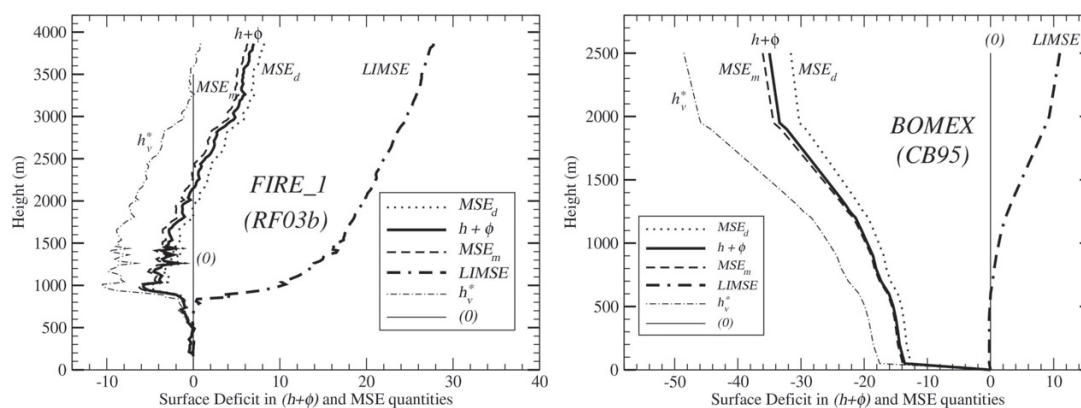 4000
3500
3000
2500
2000
1500
1000
500
0
Height (m)
-10
0
10
20
30
40
Surface Deficit in (h+ϕ) and MSE quantities
h+ϕ
MSE_m
MSE_d
LIMSE
h_v^*
(0)
FIRE_1
(RF03b)
MSE_d
h + ϕ
MSE_m
LIMSE
h_v^*
(0)
2500
2000
1500
1000
500
0
Height (m)
-50
-40
-30
-20
-10
0
10
Surface Deficit in (h+ϕ) and MSE quantities
h+ϕ
(0)
LIMSE
MSE_m
MSE_d
h_v^*
BOMEX
(CB95)
MSE_d
h + ϕ
MSE_m
LIMSE
h_v^*
(0)